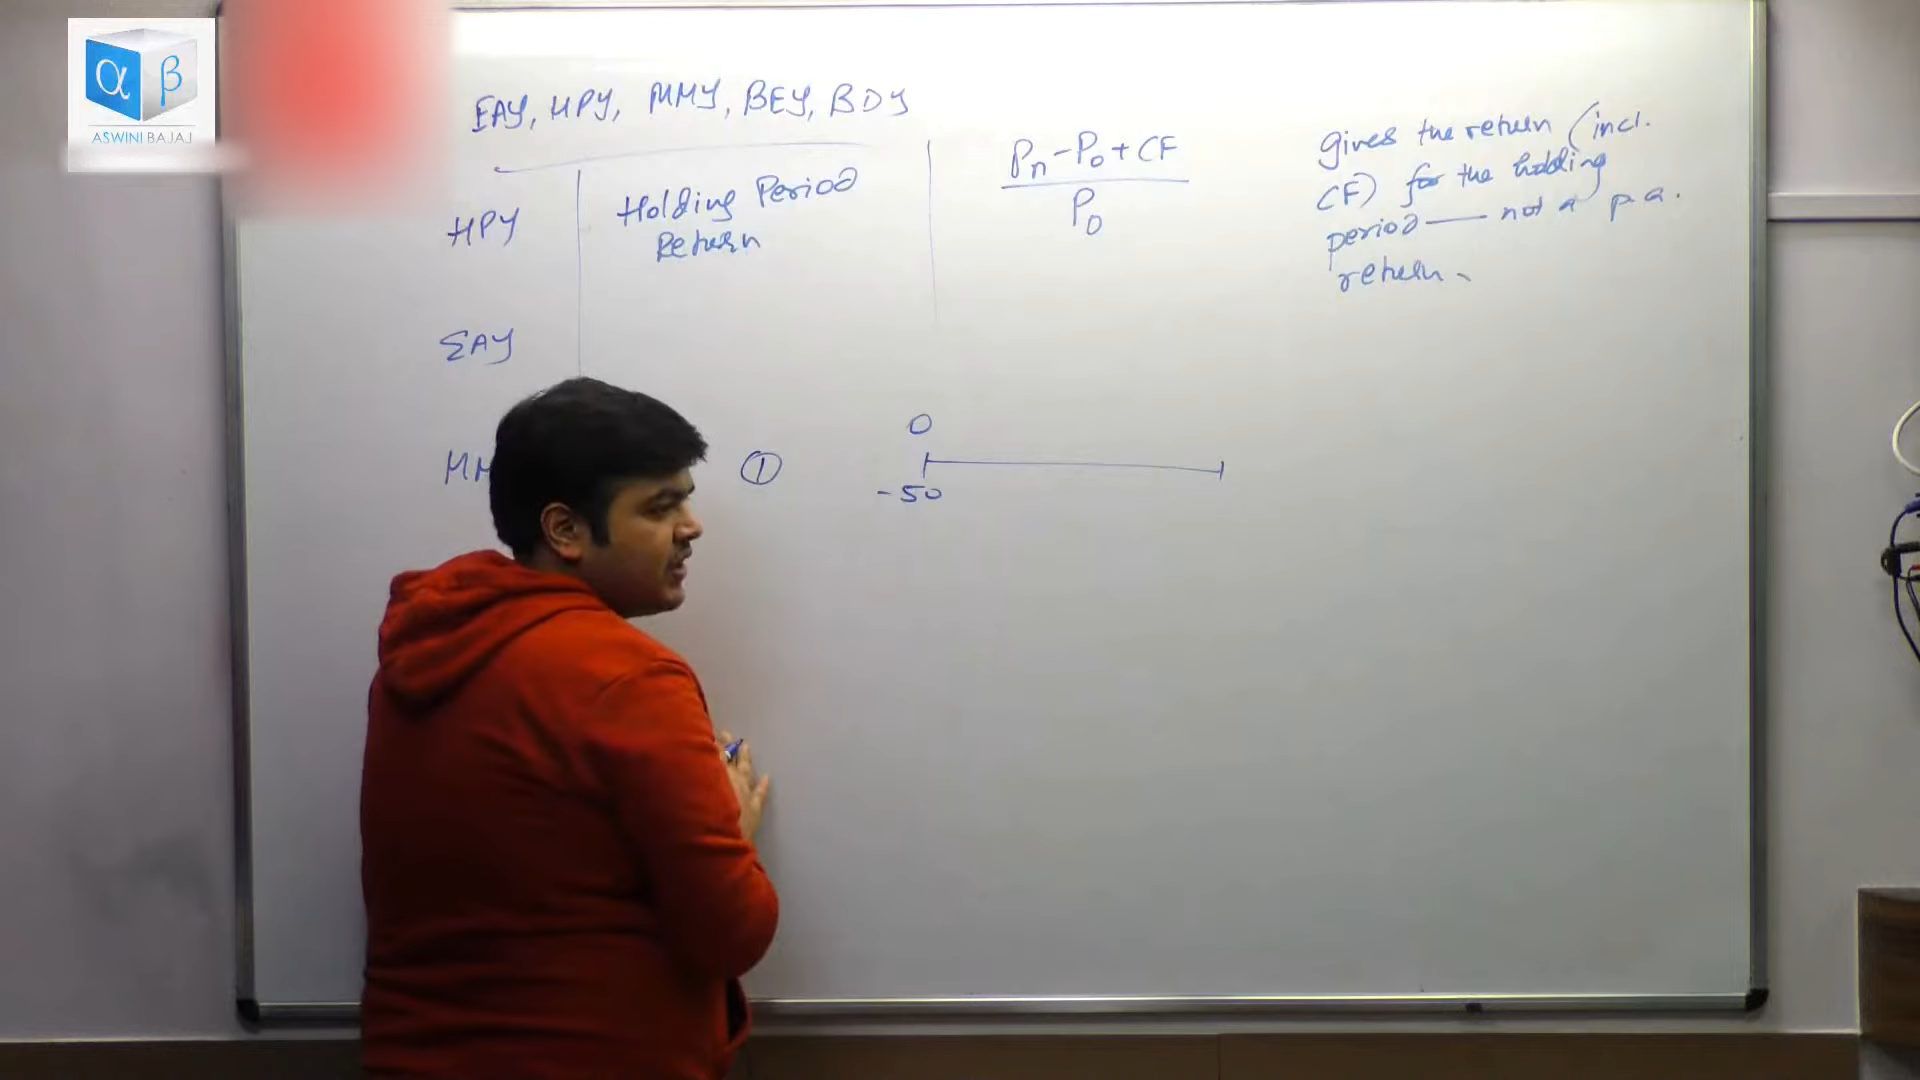 α β
ASWINI BAJAJ
EAY, HPY, MMY, BEY, BDY
HPY
Holding Period
Return
Pn - P0 + CF
P0
Gives the return (incl.
CF) for the holding
period — not a p.a.
return.
EAY
MM
①
0
-50